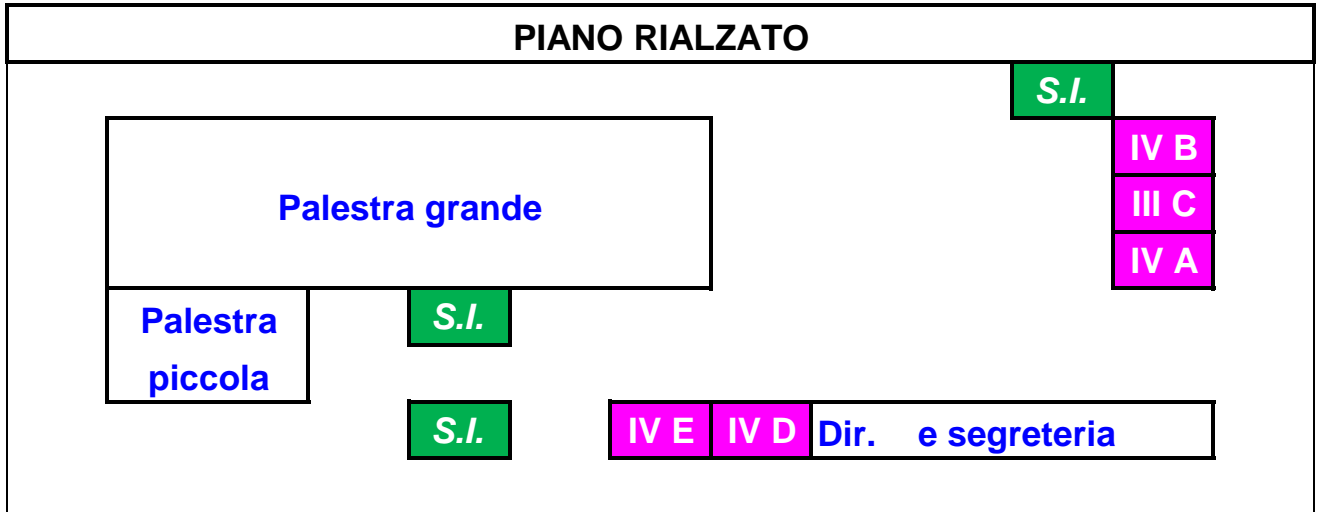 PIANO RIALZATO
S.I.
IV B
Palestra grande
III C
IV A
Palestra
piccola
S.I.
S.I.
IV E
IV D
Dir. e segreteria